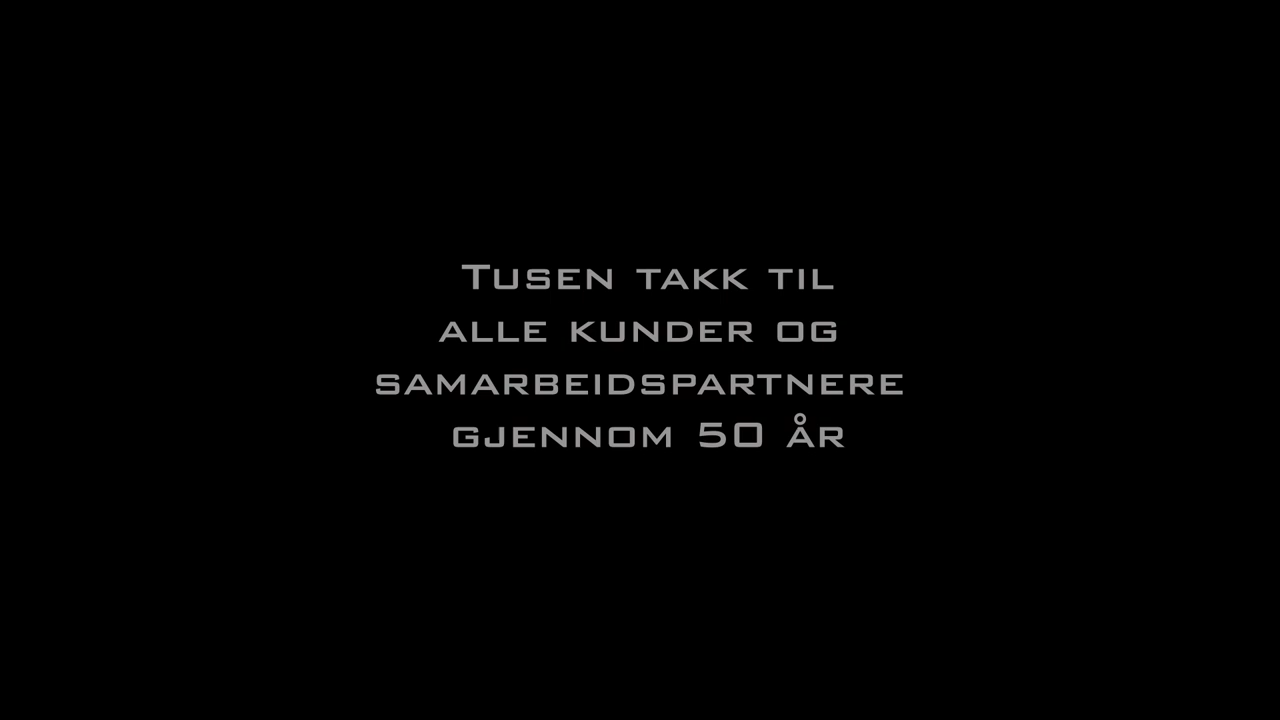 Tusen takk til
alle kunder og
samarbeidspartnere
gjennom 50 år